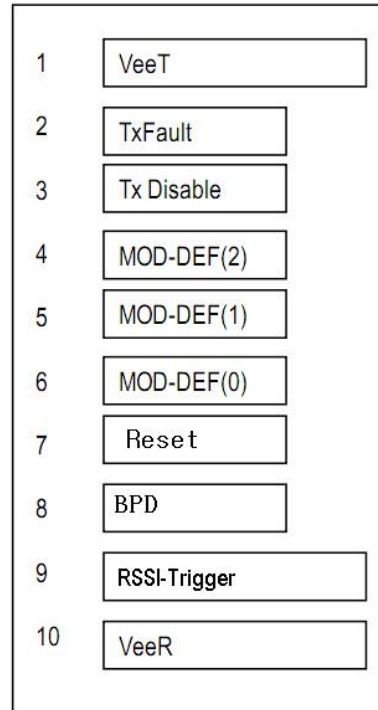 1 VeeT
2 TxFault
3 Tx Disable
4 MOD-DEF(2)
5 MOD-DEF(1)
6 MOD-DEF(0)
7 Reset
8 BPD
9 RSSI-Trigger
10 VeeR